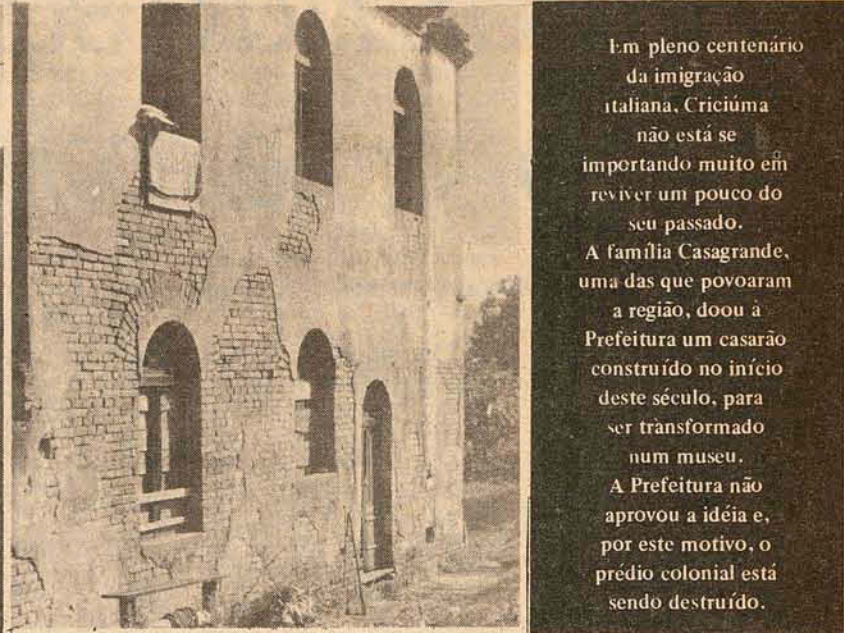 Em pleno centenário
da imigração
italiana, Criciúma
não está se
importando muito em
reviver um pouco do
seu passado.
A família Casagrande,
uma das que povoaram
a região, doou à
Prefeitura um casarão
construído no início
deste século, para
ser transformado
num museu.
A Prefeitura não
aprovou a idéia e,
por este motivo, o
prédio colonial está
sendo destruído.